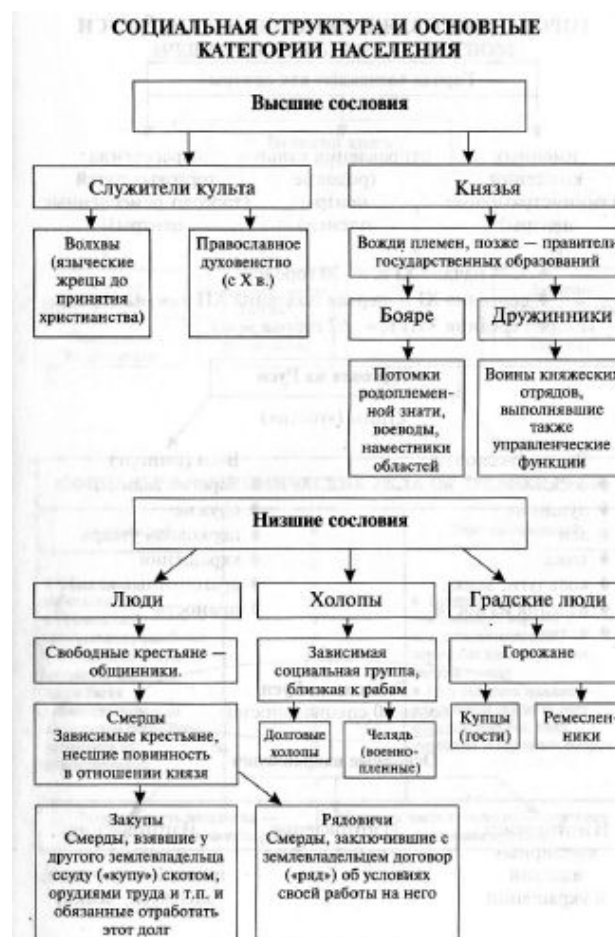 СОЦИАЛЬНАЯ СТРУКТУРА И ОСНОВНЫЕ
КАТЕГОРИИ НАСЕЛЕНИЯ
Высшие сословия
Служители культа
Князья
Волхвы
(языческие
жрецы до
принятия
христианства)
Православное
духовенство
(с X в.)
Вожди племен, позже — правители
государственных образований
Бояре
Дружинники
Потомки
родоплемен-
ной знати,
воеводы,
наместники
областей
Воины княжеских
отрядов,
выполнявшие
также
управленческие
функции
Низшие сословия
Люди
Холопы
Градские люди
Свободные крестьяне —
общинники.
Зависимая
социальная группа,
близкая к рабам
Горожане
Смерды
Зависимые крестьяне,
несшие повинность
в отношении князя
Долговые
холопы
Челядь
(военно-
пленные)
Купцы
(гости)
Ремеслен-
ники
Закупы
Смерды, взявшие у
другого землевладельца
ссуду («купу») скотом,
орудиями труда и т.п. и
обязанные отработать
этот долг
Рядовичи
Смерды, заключившие с
землевладельцем договор
(«ряд») об условиях
своей работы на него